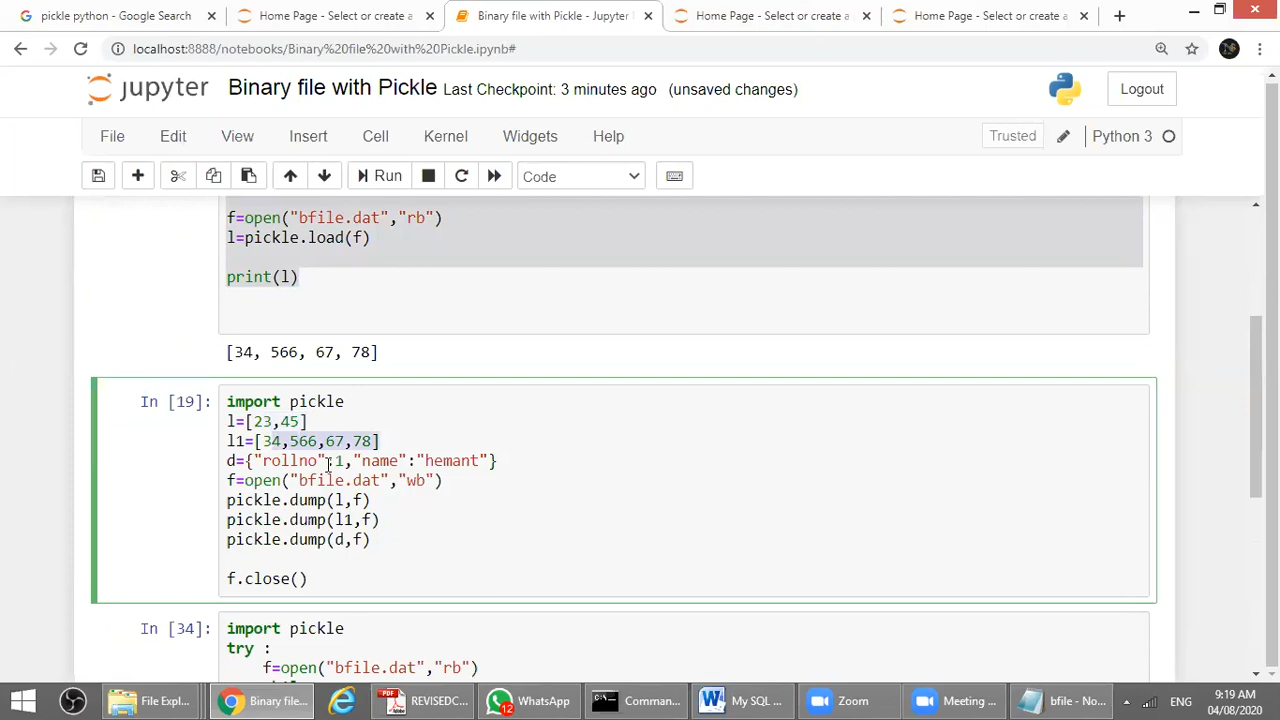 pickle python - Google Search
Home Page - Select or create a
Binary file with Pickle - Jupyter
Home Page - Select or create a
Home Page - Select or create a
localhost:8888/notebooks/Binary%20file%20with%20Pickle.ipynb#
jupyter Binary file with Pickle Last Checkpoint: 3 minutes ago (unsaved changes) Logout
File Edit View Insert Cell Kernel Widgets Help Trusted Python 3
Run Code
f=open("bfile.dat","rb")
l=pickle.load(f)
print(l)
[34, 566, 67, 78]
In [19]: import pickle
l=[23,45]
l1=[34,566,67,78]
d={"rollno":1,"name":"hemant"}
f=open("bfile.dat","wb")
pickle.dump(l,f)
pickle.dump(l1,f)
pickle.dump(d,f)
f.close()
In [34]: import pickle
try :
f=open("bfile.dat","rb")
File Expl... Binary file... REVISEDC... WhatsApp 12 Comman... My SQL ... Zoom Meeting ... bfile - No... ENG
9:19 AM
04/08/2020